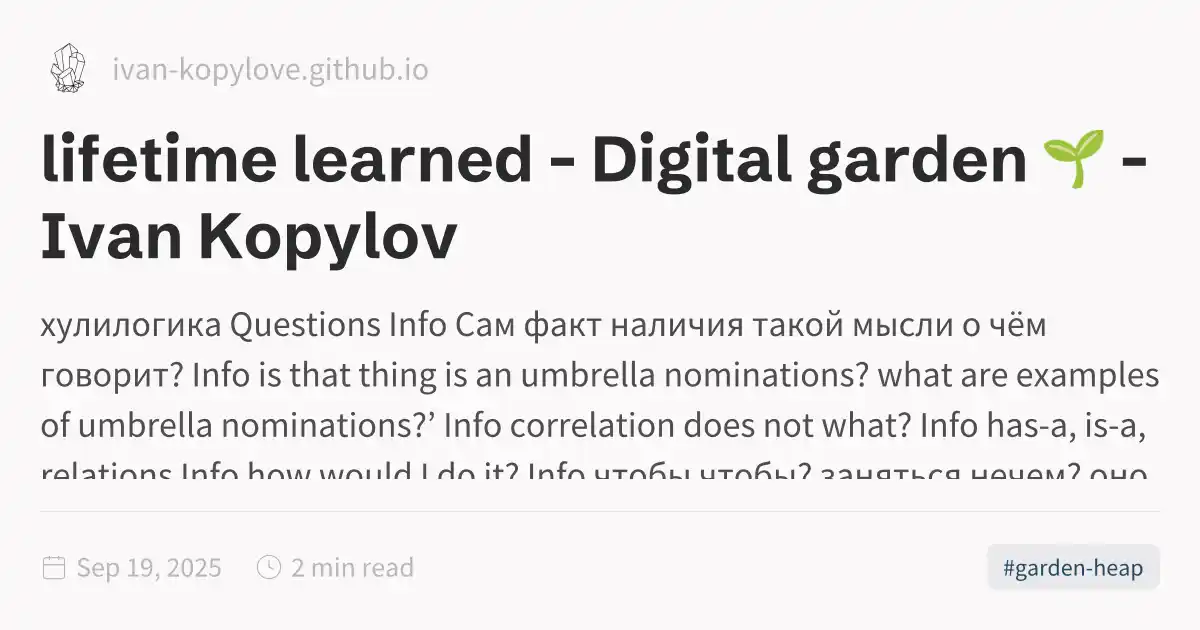 ivan-kopylove.github.io
lifetime learned - Digital garden 🌱 -
Ivan Kopylov
хулилогика Questions Info Сам факт наличия такой мысли о чём
говорит? Info is that thing is an umbrella nominations? what are examples
of umbrella nominations?’ Info correlation does not what? Info has-a, is-a,
relations Info how would I do it? Info чтобы чтобы? заняться нечем? оно
Sep 19, 2025 2 min read
#garden-heap